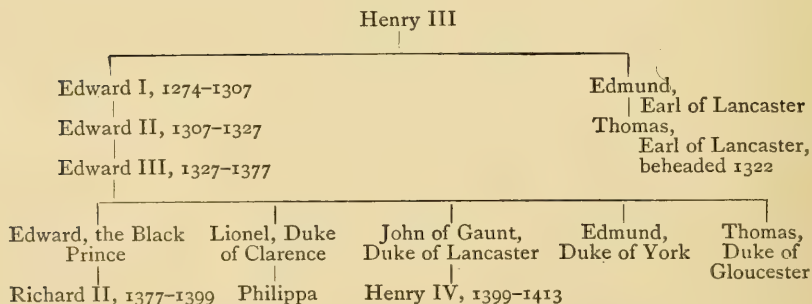 Henry III
Edward I, 1274–1307
Edmund,
Earl of Lancaster
Edward II, 1307–1327
Thomas,
Earl of Lancaster,
beheaded 1322
Edward III, 1327–1377
Edward, the Black
Prince
Lionel, Duke
of Clarence
John of Gaunt,
Duke of Lancaster
Edmund,
Duke of York
Thomas,
Duke of
Gloucester
Richard II, 1377–1399
Philippa
Henry IV, 1399–1413